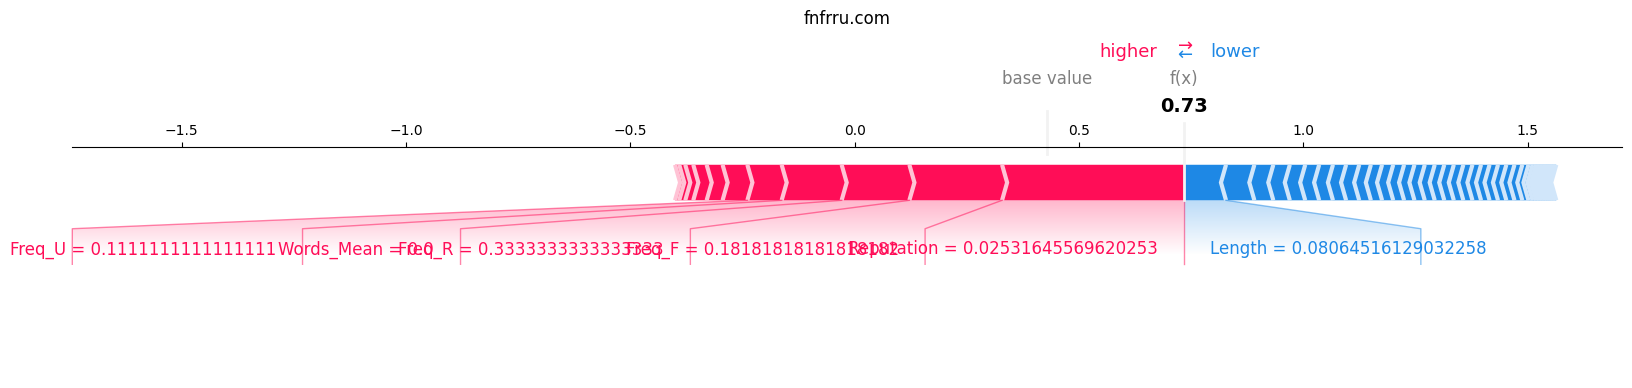 fnfrru.com
higher ⇄ lower
base value f(x)
0.73
−1.5 −1.0 −0.5 0.0 0.5 1.0 1.5
Freq_U = 0.1111111111111111 Words_Mean = 0.0 Freq_R = 0.3333333333333333 Freq_F = 0.18181818181818182 Reputation = 0.02531645569620253 Length = 0.08064516129032258